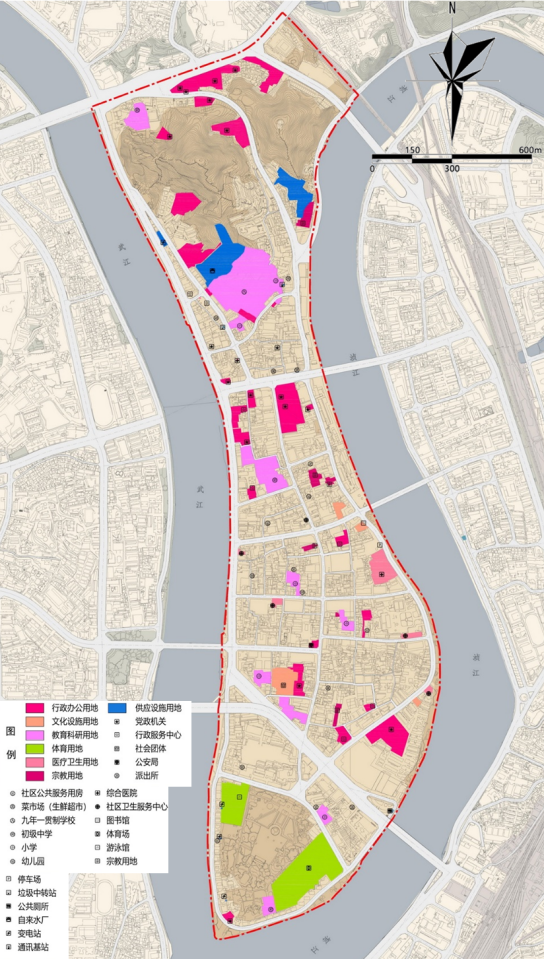 N
150
600m
0
300
武
江
浈
江
武
江
浈
江
图
例
行政办公用地
文化设施用地
教育科研用地
体育用地
医疗卫生用地
宗教用地
供应设施用地
党政机关
行政服务中心
社会团体
公安局
派出所
社区公共服务用房
菜市场（生鲜超市）
九年一贯制学校
初级中学
小学
幼儿园
综合医院
社区卫生服务中心
图书馆
体育场
游泳馆
宗教用地
停车场
垃圾中转站
公共厕所
自来水厂
变电站
通讯基站